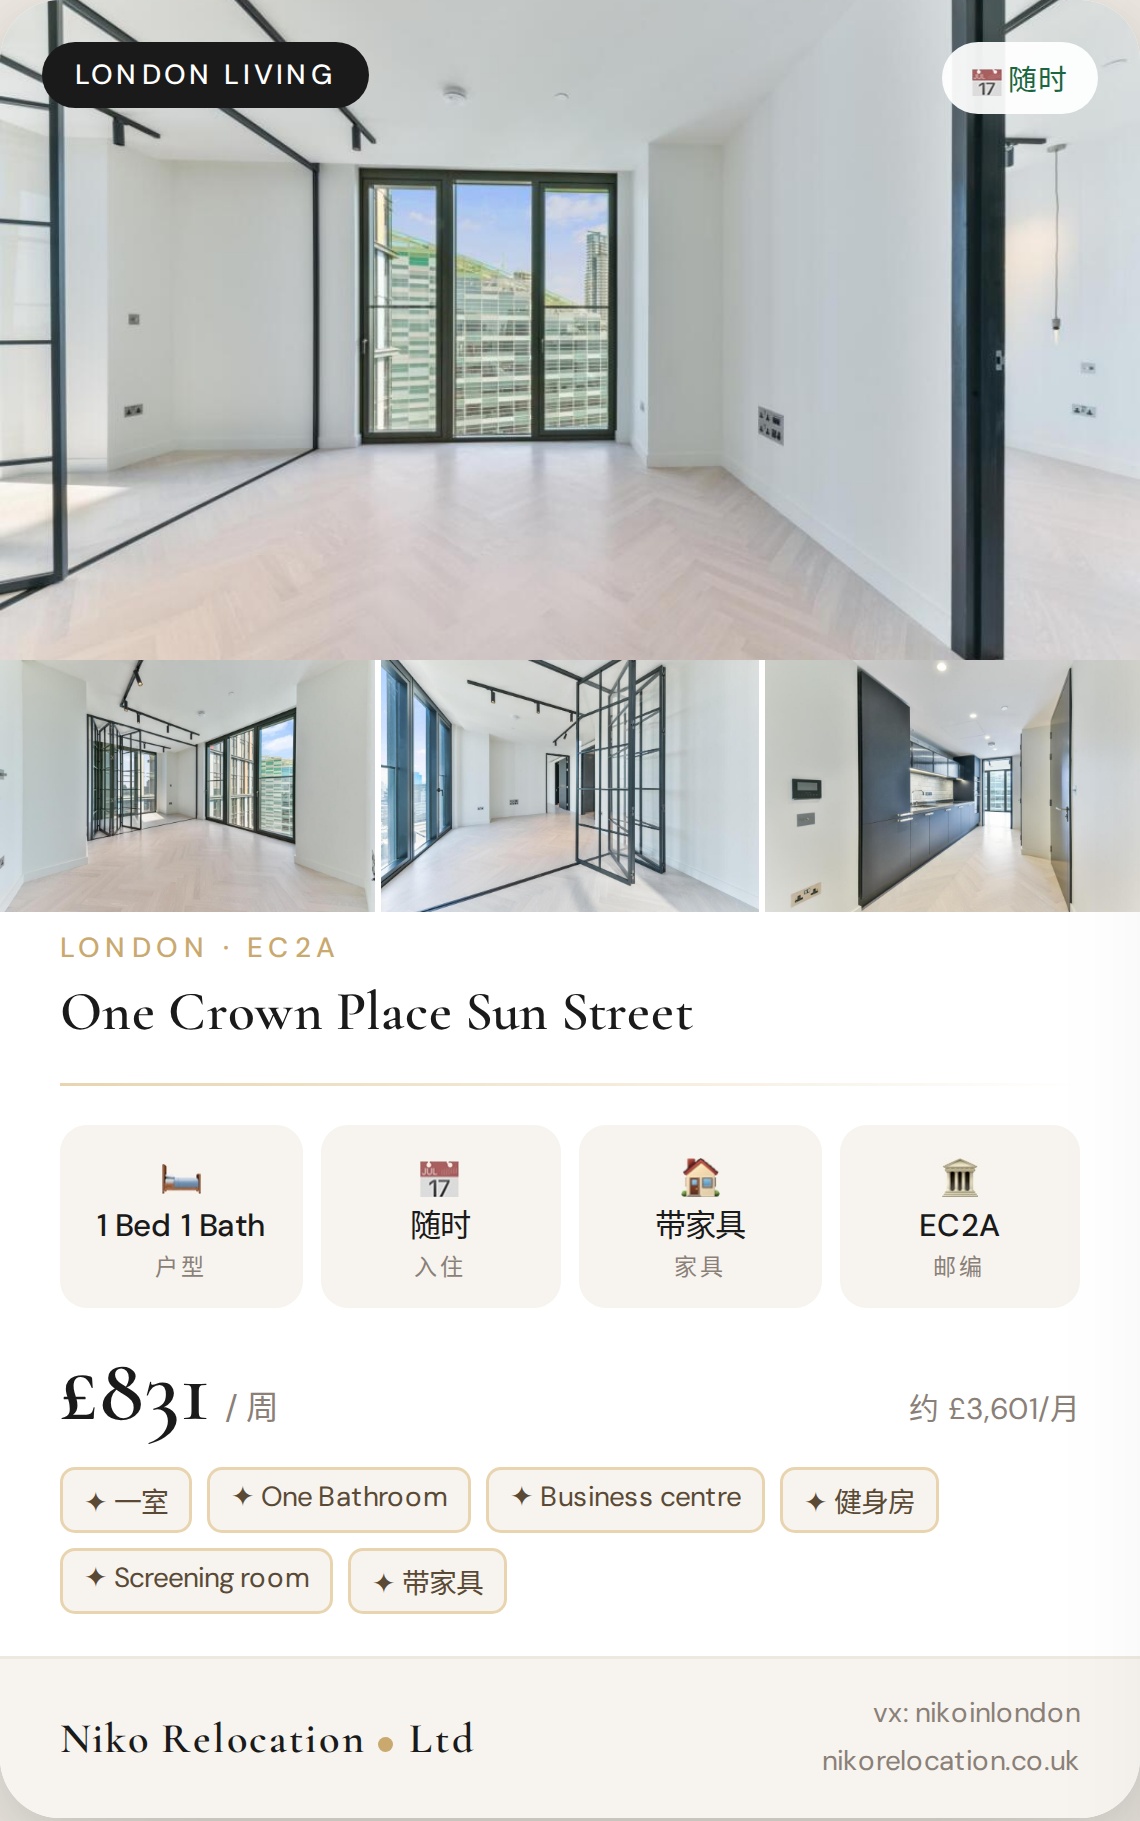 LONDON LIVING
随时
LONDON · EC2A
One Crown Place Sun Street
1 Bed 1 Bath
户型
JUL 17
随时
入住
带家具
家具
EC2A
邮编
£831 / 周
约 £3,601/月
✦ 一室
✦ One Bathroom
✦ Business centre
✦ 健身房
✦ Screening room
✦ 带家具
Niko Relocation • Ltd
vx: nikoinlondon
nikorelocation.co.uk